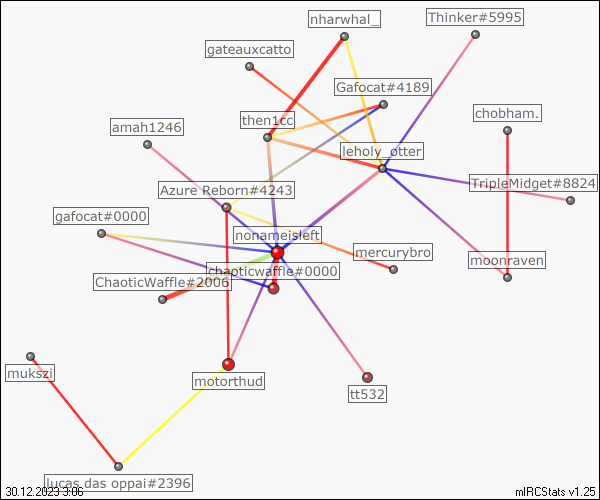 nharwhal_
Thinker#5995
gateauxcatto
Gafocat#4189
then1cc
chobham.
amah1246
leholy_otter
Azure Reborn#4243
TripleMidget#8824
gafocat#0000
nonameisleft
mercurybro
moonraven
chaoticwaffle#0000
ChaoticWaffle#2006
mukszi
motorthud
tt532
lucas das oppai#2396
30.12.2023 3:06
mIRCStats v1.25